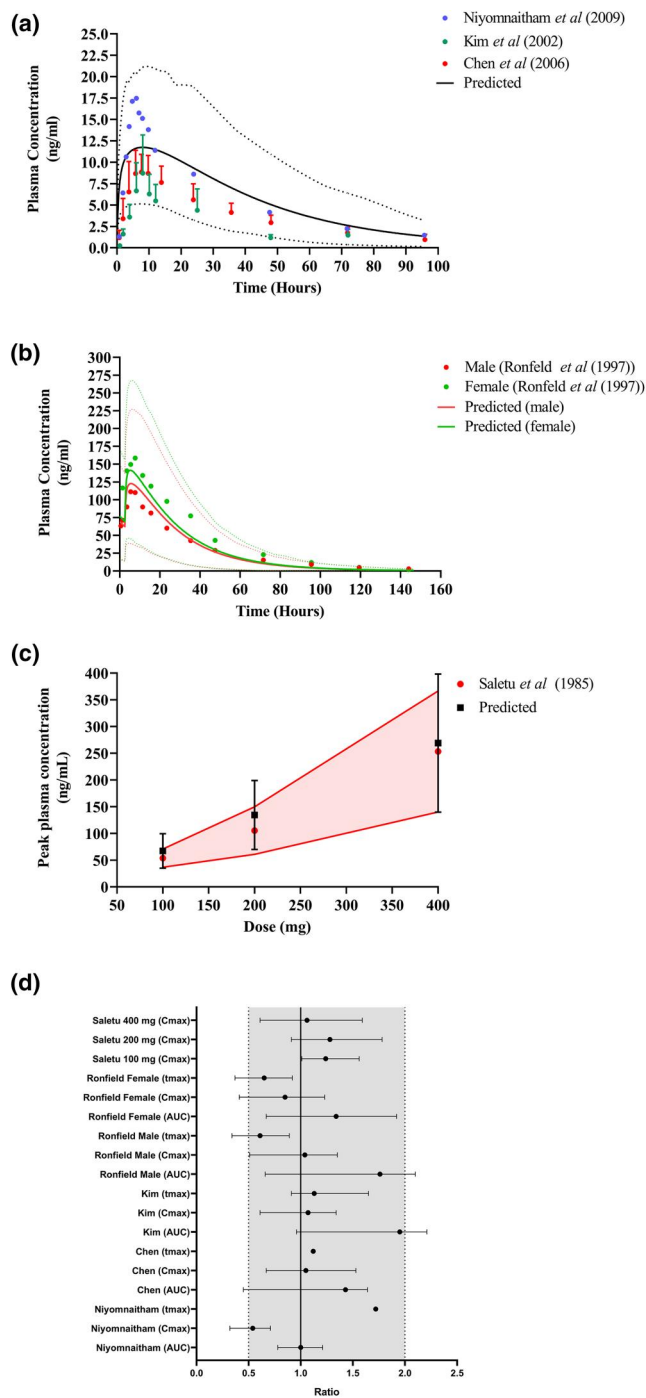 (a)
Niyomnaitham et al (2009)
Kim et al (2002)
Chen et al (2006)
Predicted
Plasma Concentration
(ng/ml)
25.0
22.5
20.0
17.5
15.0
12.5
10.0
7.5
5.0
2.5
0.0
0 10 20 30 40 50 60 70 80 90 100
Time (Hours)
(b)
Male (Ronfeld et al (1997))
Female (Ronfeld et al (1997))
Predicted (male)
Predicted (female)
Plasma Concentration
(ng/ml)
300
275
250
225
200
175
150
125
100
75
50
25
0
0 20 40 60 80 100 120 140 160
Time (Hours)
(c)
Saletu et al (1985)
Predicted
Peak plasma concentration
(ng/mL)
400
350
300
250
200
150
100
50
0
50 100 150 200 250 300 350 400
Dose (mg)
(d)
Saletu 400 mg (Cmax)
Saletu 200 mg (Cmax)
Saletu 100 mg (Cmax)
Ronfield Female (tmax)
Ronfield Female (Cmax)
Ronfield Female (AUC)
Ronfield Male (tmax)
Ronfield Male (Cmax)
Ronfield Male (AUC)
Kim (tmax)
Kim (Cmax)
Kim (AUC)
Chen (tmax)
Chen (Cmax)
Chen (AUC)
Niyomnaitham (tmax)
Niyomnaitham (Cmax)
Niyomnaitham (AUC)
0.0 0.5 1.0 1.5 2.0 2.5
Ratio